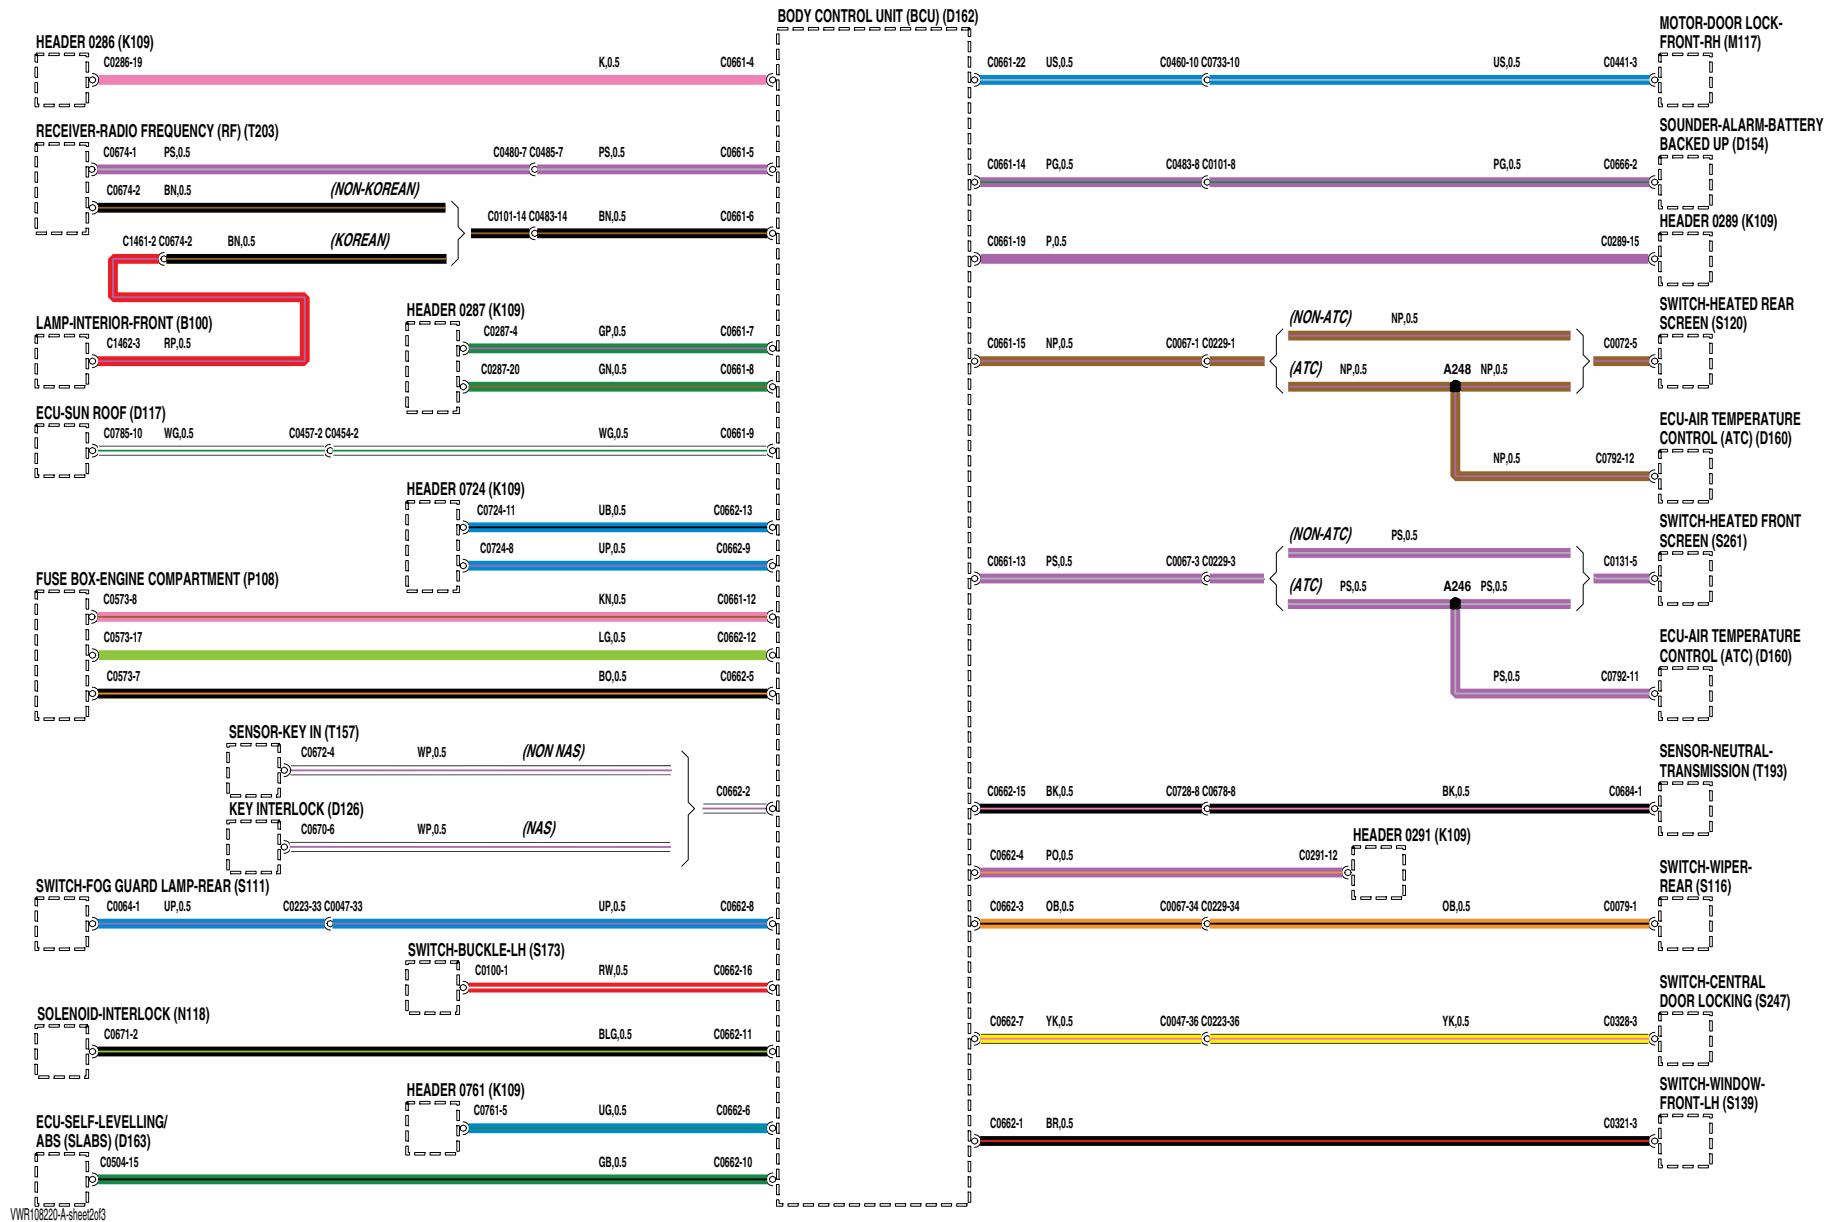 BODY CONTROL UNIT (BCU) (D162)
HEADER 0286 (K109)
C0286-19 K,0.5 C0661-4
RECEIVER-RADIO FREQUENCY (RF) (T203)
C0674-1 PS,0.5 C0480-7 C0485-7 PS,0.5 C0661-5
C0674-2 BN,0.5 (NON-KOREAN)
C0101-14 C0483-14 BN,0.5 C0661-6
C1461-2 C0674-2 BN,0.5 (KOREAN)
LAMP-INTERIOR-FRONT (B100)
C1462-3 RP,0.5
HEADER 0287 (K109)
C0287-4 GP,0.5 C0661-7
C0287-20 GN,0.5 C0661-8
ECU-SUN ROOF (D117)
C0785-10 WG,0.5 C0457-2 C0454-2 WG,0.5 C0661-9
HEADER 0724 (K109)
C0724-11 UB,0.5 C0662-13
C0724-8 UP,0.5 C0662-9
FUSE BOX-ENGINE COMPARTMENT (P108)
C0573-8 KN,0.5 C0661-12
C0573-17 LG,0.5 C0662-12
C0573-7 BO,0.5 C0662-5
SENSOR-KEY IN (T157)
C0672-4 WP,0.5 (NON NAS)
C0662-2
KEY INTERLOCK (D126)
C0670-6 WP,0.5 (NAS)
SWITCH-FOG GUARD LAMP-REAR (S111)
C0064-1 UP,0.5 C0223-33 C0047-33 UP,0.5 C0662-8
SWITCH-BUCKLE-LH (S173)
C0100-1 RW,0.5 C0662-16
SOLENOID-INTERLOCK (N118)
C0671-2 BLG,0.5 C0662-11
HEADER 0761 (K109)
C0761-5 UG,0.5 C0662-6
ECU-SELF-LEVELLING/
ABS (SLABS) (D163)
C0504-15 GB,0.5 C0662-10
MOTOR-DOOR LOCK-
FRONT-RH (M117)
C0661-22 US,0.5 C0460-10 C0733-10 US,0.5 C0441-3
SOUNDER-ALARM-BATTERY
BACKED UP (D154)
C0661-14 PG,0.5 C0483-8 C0101-8 PG,0.5 C0666-2
HEADER 0289 (K109)
C0661-19 P,0.5 C0289-15
SWITCH-HEATED REAR
SCREEN (S120)
(NON-ATC) NP,0.5
C0661-15 NP,0.5 C0067-1 C0229-1 C0072-5
(ATC) NP,0.5 A248 NP,0.5
ECU-AIR TEMPERATURE
CONTROL (ATC) (D160)
NP,0.5 C0792-12
SWITCH-HEATED FRONT
SCREEN (S261)
(NON-ATC) PS,0.5
C0661-13 PS,0.5 C0067-3 C0229-3 C0131-5
(ATC) PS,0.5 A246 PS,0.5
ECU-AIR TEMPERATURE
CONTROL (ATC) (D160)
PS,0.5 C0792-11
SENSOR-NEUTRAL-
TRANSMISSION (T193)
C0662-15 BK,0.5 C0728-8 C0678-8 BK,0.5 C0684-1
HEADER 0291 (K109)
C0662-4 PO,0.5 C0291-12
SWITCH-WIPER-
REAR (S116)
C0662-3 OB,0.5 C0067-34 C0229-34 OB,0.5 C0079-1
SWITCH-CENTRAL
DOOR LOCKING (S247)
C0662-7 YK,0.5 C0047-36 C0223-36 YK,0.5 C0328-3
SWITCH-WINDOW-
FRONT-LH (S139)
C0662-1 BR,0.5 C0321-3
VWR108220-A-sheet2of3